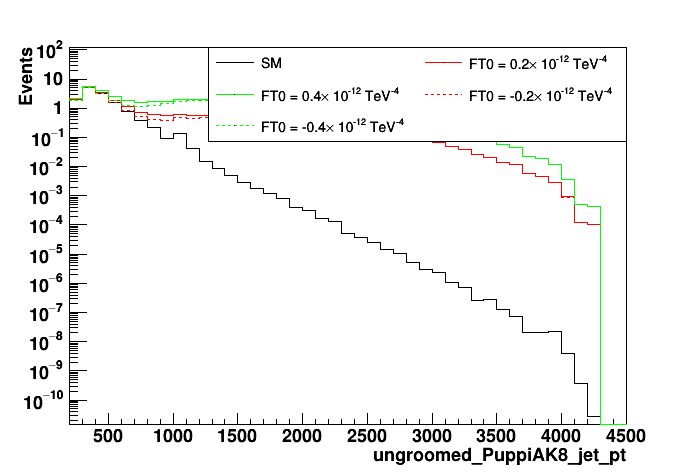 Events
10²
10
1
10⁻¹
10⁻²
10⁻³
10⁻⁴
10⁻⁵
10⁻⁶
10⁻⁷
10⁻⁸
10⁻⁹
10⁻¹⁰
SM
FT0 = 0.2× 10⁻¹² TeV⁻⁴
FT0 = 0.4× 10⁻¹² TeV⁻⁴
FT0 = -0.2× 10⁻¹² TeV⁻⁴
FT0 = -0.4× 10⁻¹² TeV⁻⁴
500 1000 1500 2000 2500 3000 3500 4000 4500
ungroomed_PuppiAK8_jet_pt